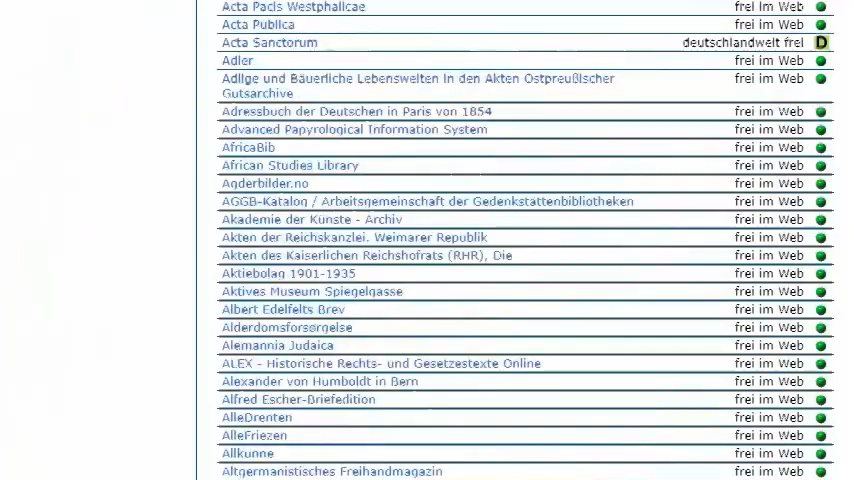 Acta Pacis Westphalicae frei im Web
Acta Publica frei im Web
Acta Sanctorum deutschlandweit frei D
Adler frei im Web
Adlige und Bäuerliche Lebenswelten in den Akten Ostpreußischer frei im Web
Gutsarchive
Adressbuch der Deutschen in Paris von 1854 frei im Web
Advanced Papyrological Information System frei im Web
AfricaBib frei im Web
African Studies Library frei im Web
Agderbilder.no frei im Web
AGGB-Katalog / Arbeitsgemeinschaft der Gedenkstättenbibliotheken frei im Web
Akademie der Künste - Archiv frei im Web
Akten der Reichskanzlei. Weimarer Republik frei im Web
Akten des Kaiserlichen Reichshofrats (RHR), Die frei im Web
Aktiebolag 1901-1935 frei im Web
Aktives Museum Spiegelgasse frei im Web
Albert Edelfelts Brev frei im Web
Alderdomsforsørgelse frei im Web
Alemannia Judaica frei im Web
ALEX - Historische Rechts- und Gesetzestexte Online frei im Web
Alexander von Humboldt in Bern frei im Web
Alfred Escher-Briefedition frei im Web
AlleDrenten frei im Web
AlleFriezen frei im Web
Allkunne frei im Web
Altgermanistisches Freihandmagazin frei im Web